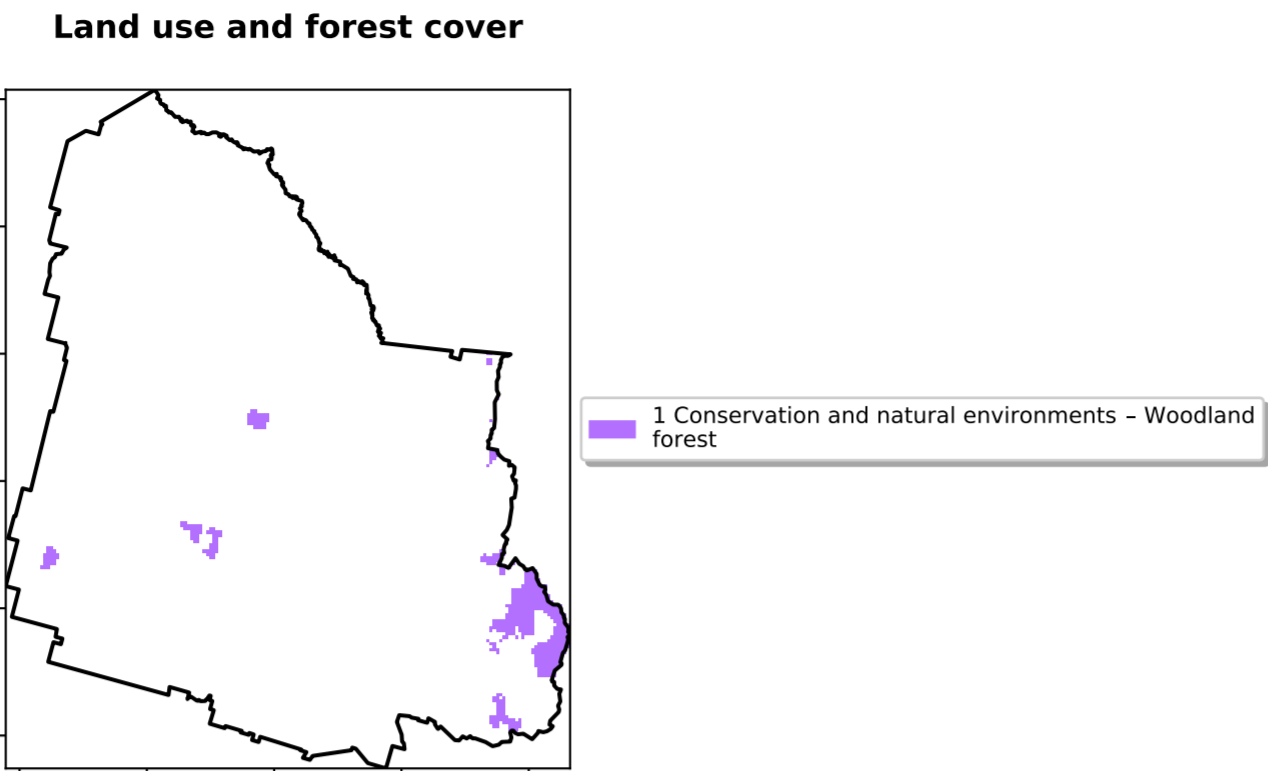 Land use and forest cover
1 Conservation and natural environments – Woodland
forest